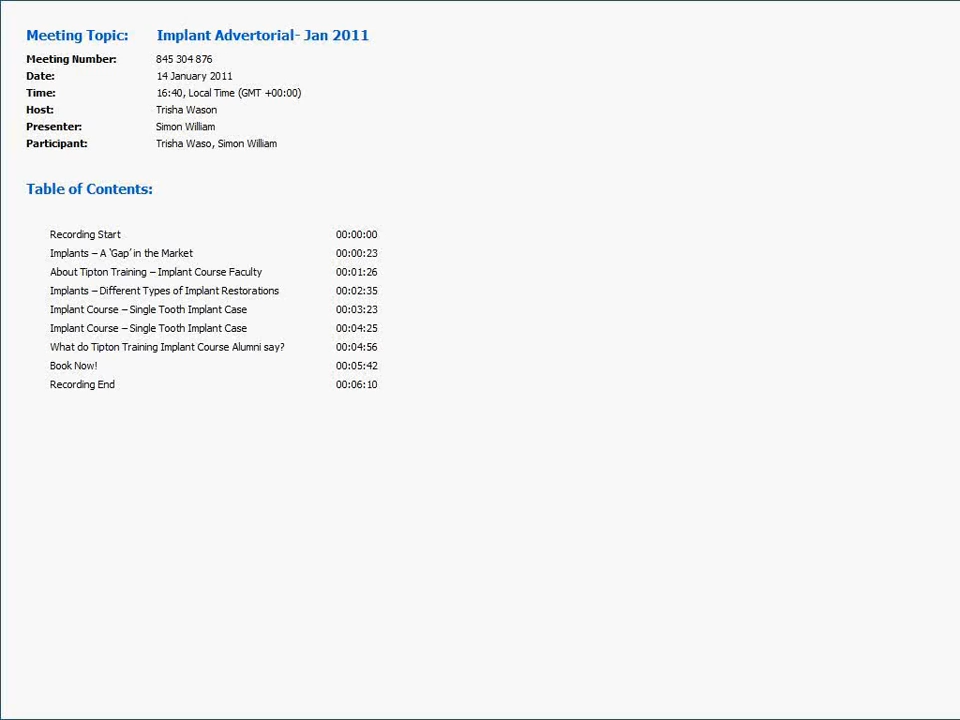 Meeting Topic: Implant Advertorial- Jan 2011
Meeting Number: 845 304 876
Date: 14 January 2011
Time: 16:40, Local Time (GMT +00:00)
Host: Trisha Wason
Presenter: Simon William
Participant: Trisha Waso, Simon William
Table of Contents:
Recording Start 00:00:00
Implants – A ‘Gap’ in the Market 00:00:23
About Tipton Training – Implant Course Faculty 00:01:26
Implants – Different Types of Implant Restorations 00:02:35
Implant Course – Single Tooth Implant Case 00:03:23
Implant Course – Single Tooth Implant Case 00:04:25
What do Tipton Training Implant Course Alumni say? 00:04:56
Book Now! 00:05:42
Recording End 00:06:10